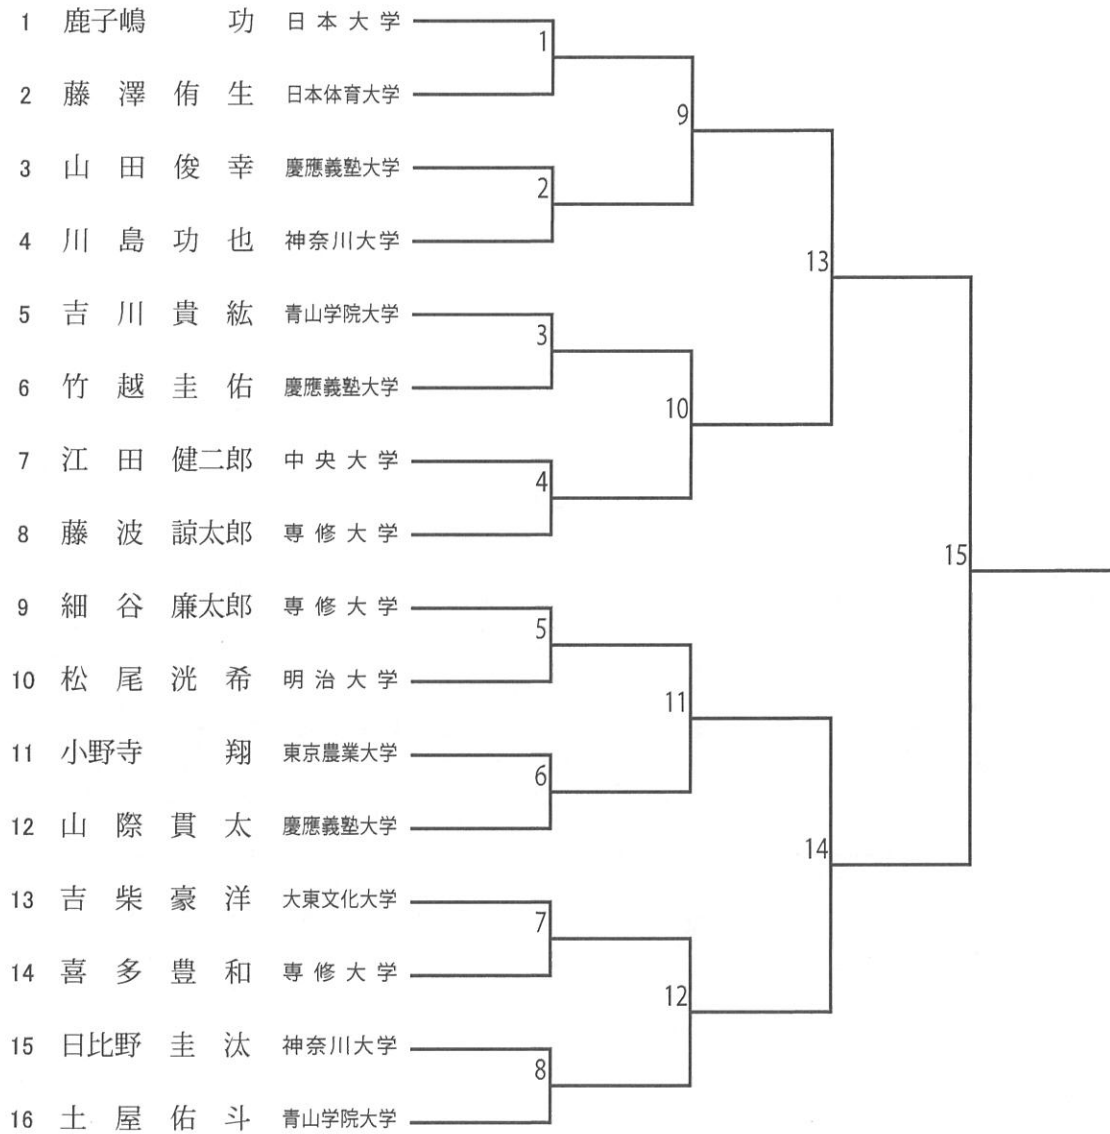 1 鹿子嶋 功 日本大学
1
2 藤澤侑生 日本体育大学
9
3 山田俊幸 慶應義塾大学
2
4 川島功也 神奈川大学
13
5 吉川貴紘 青山学院大学
3
6 竹越圭佑 慶應義塾大学
10
7 江田健二郎 中央大学
4
8 藤波諒太郎 専修大学
15
9 細谷廉太郎 専修大学
5
10 松尾洸希 明治大学
11
11 小野寺 翔 東京農業大学
6
12 山際貫太 慶應義塾大学
14
13 吉柴豪洋 大東文化大学
7
14 喜多豊和 専修大学
12
15 日比野圭汰 神奈川大学
8
16 土屋佑斗 青山学院大学